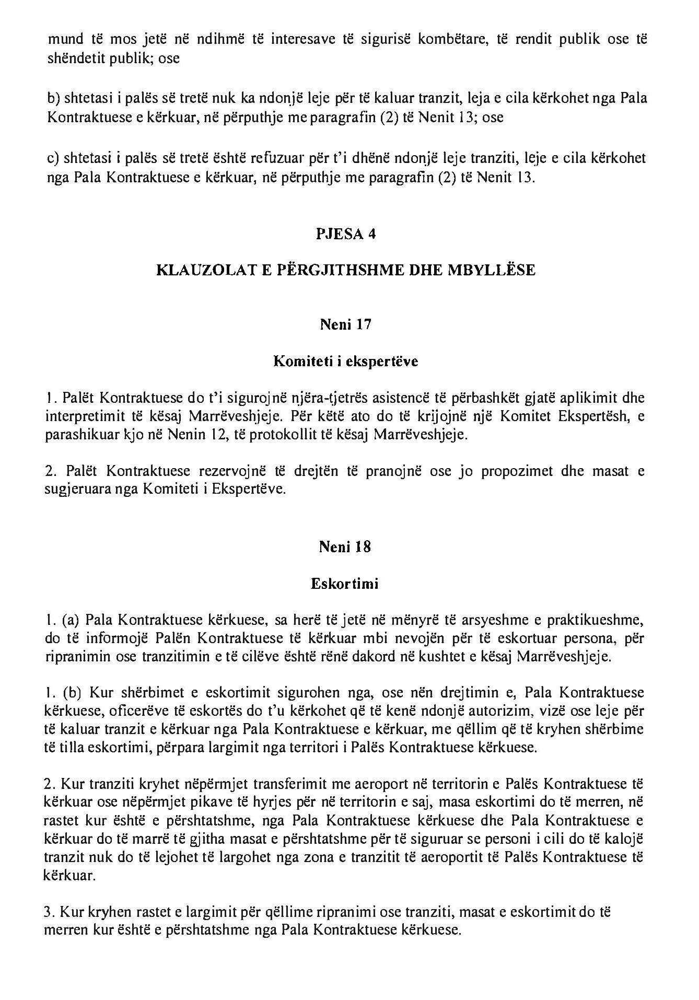 mund të mos jetë në ndihmë të interesave të sigurisë kombëtare, të rendit publik ose të
shëndetit publik; ose
b) shtetasi i palës së tretë nuk ka ndonjë leje për të kaluar tranzit, leja e cila kërkohet nga Pala
Kontraktuese e kërkuar, në përputhje me paragrafin (2) të Nenit 13; ose
c) shtetasi i palës së tretë është refuzuar për t'i dhënë ndonjë leje tranziti, leje e cila kërkohet
nga Pala Kontraktuese e kërkuar, në përputhje me paragrafin (2) të Nenit 13.
PJESA 4
KLAUZOLAT E PËRGJITHSHME DHE MBYLLËSE
Neni 17
Komiteti i ekspertëve
1. Palët Kontraktuese do t'i sigurojnë njëra-tjetrës asistencë të përbashkët gjatë aplikimit dhe
interpretimit të kësaj Marrëveshjeje. Për këtë ato do të krijojnë një Komitet Ekspertësh, e
parashikuar kjo në Nenin 12, të protokollit të kësaj Marrëveshjeje.
2. Palët Kontraktuese rezervojnë të drejtën të pranojnë ose jo propozimet dhe masat e
sugjeruara nga Komiteti i Ekspertëve.
Neni 18
Eskortimi
1. (a) Pala Kontraktuese kërkuese, sa herë të jetë në mënyrë të arsyeshme e praktikueshme,
do të informojë Palën Kontraktuese të kërkuar mbi nevojën për të eskortuar persona, për
ripranimin ose tranzitimin e të cilëve është rënë dakord në kushtet e kësaj Marrëveshjeje.
1. (b) Kur shërbimet e eskortimit sigurohen nga, ose nën drejtimin e, Pala Kontraktuese
kërkuese, oficerëve të eskortës do t'u kërkohet që të kenë ndonjë autorizim, vizë ose leje për
të kaluar tranzit e kërkuar nga Pala Kontraktuese e kërkuar, me qëllim që të kryhen shërbime
të tilla eskortimi, përpara largimit nga territori i Palës Kontraktuese kërkuese.
2. Kur tranziti kryhet nëpërmjet transferimit me aeroport në territorin e Palës Kontraktuese të
kërkuar ose nëpërmjet pikave të hyrjes për në territorin e saj, masa eskortimi do të merren, në
rastet kur është e përshtatshme, nga Pala Kontraktuese kërkuese dhe Pala Kontraktuese e
kërkuar do të marrë të gjitha masat e përshtatshme për të siguruar se personi i cili do të kalojë
tranzit nuk do të lejohet të largohet nga zona e tranzitit të aeroportit të Palës Kontraktuese të
kërkuar.
3. Kur kryhen rastet e largimit për qëllime ripranimi ose tranziti, masat e eskortimit do të
merren kur është e përshtatshme nga Pala Kontraktuese kërkuese.